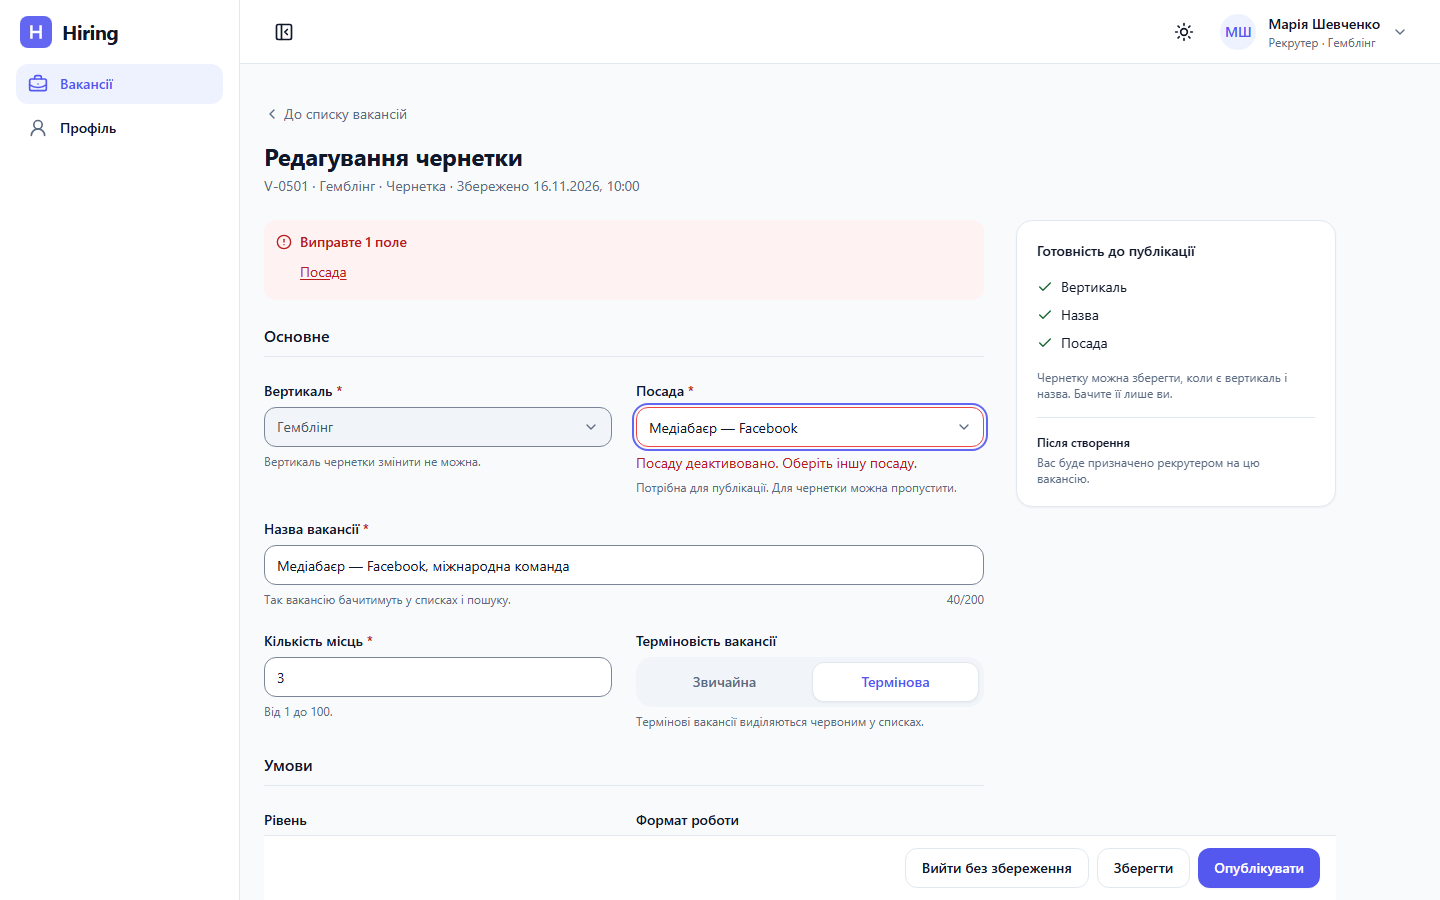 H Hiring
Вакансії
Профіль
МШ
Марія Шевченко
Рекрутер · Гемблінг
До списку вакансій
Редагування чернетки
V-0501 · Гемблінг · Чернетка · Збережено 16.11.2026, 10:00
Виправте 1 поле
Посада
Основне
Вертикаль *
Гемблінг
Вертикаль чернетки змінити не можна.
Посада *
Медіабаєр — Facebook
Посаду деактивовано. Оберіть іншу посаду.
Потрібна для публікації. Для чернетки можна пропустити.
Назва вакансії *
Медіабаєр — Facebook, міжнародна команда
Так вакансію бачитимуть у списках і пошуку.
40/200
Кількість місць *
3
Від 1 до 100.
Терміновість вакансії
Звичайна
Термінова
Термінові вакансії виділяються червоним у списках.
Умови
Рівень
Формат роботи
Готовність до публікації
Вертикаль
Назва
Посада
Чернетку можна зберегти, коли є вертикаль і
назва. Бачите її лише ви.
Після створення
Вас буде призначено рекрутером на цю
вакансію.
Вийти без збереження
Зберегти
Опублікувати